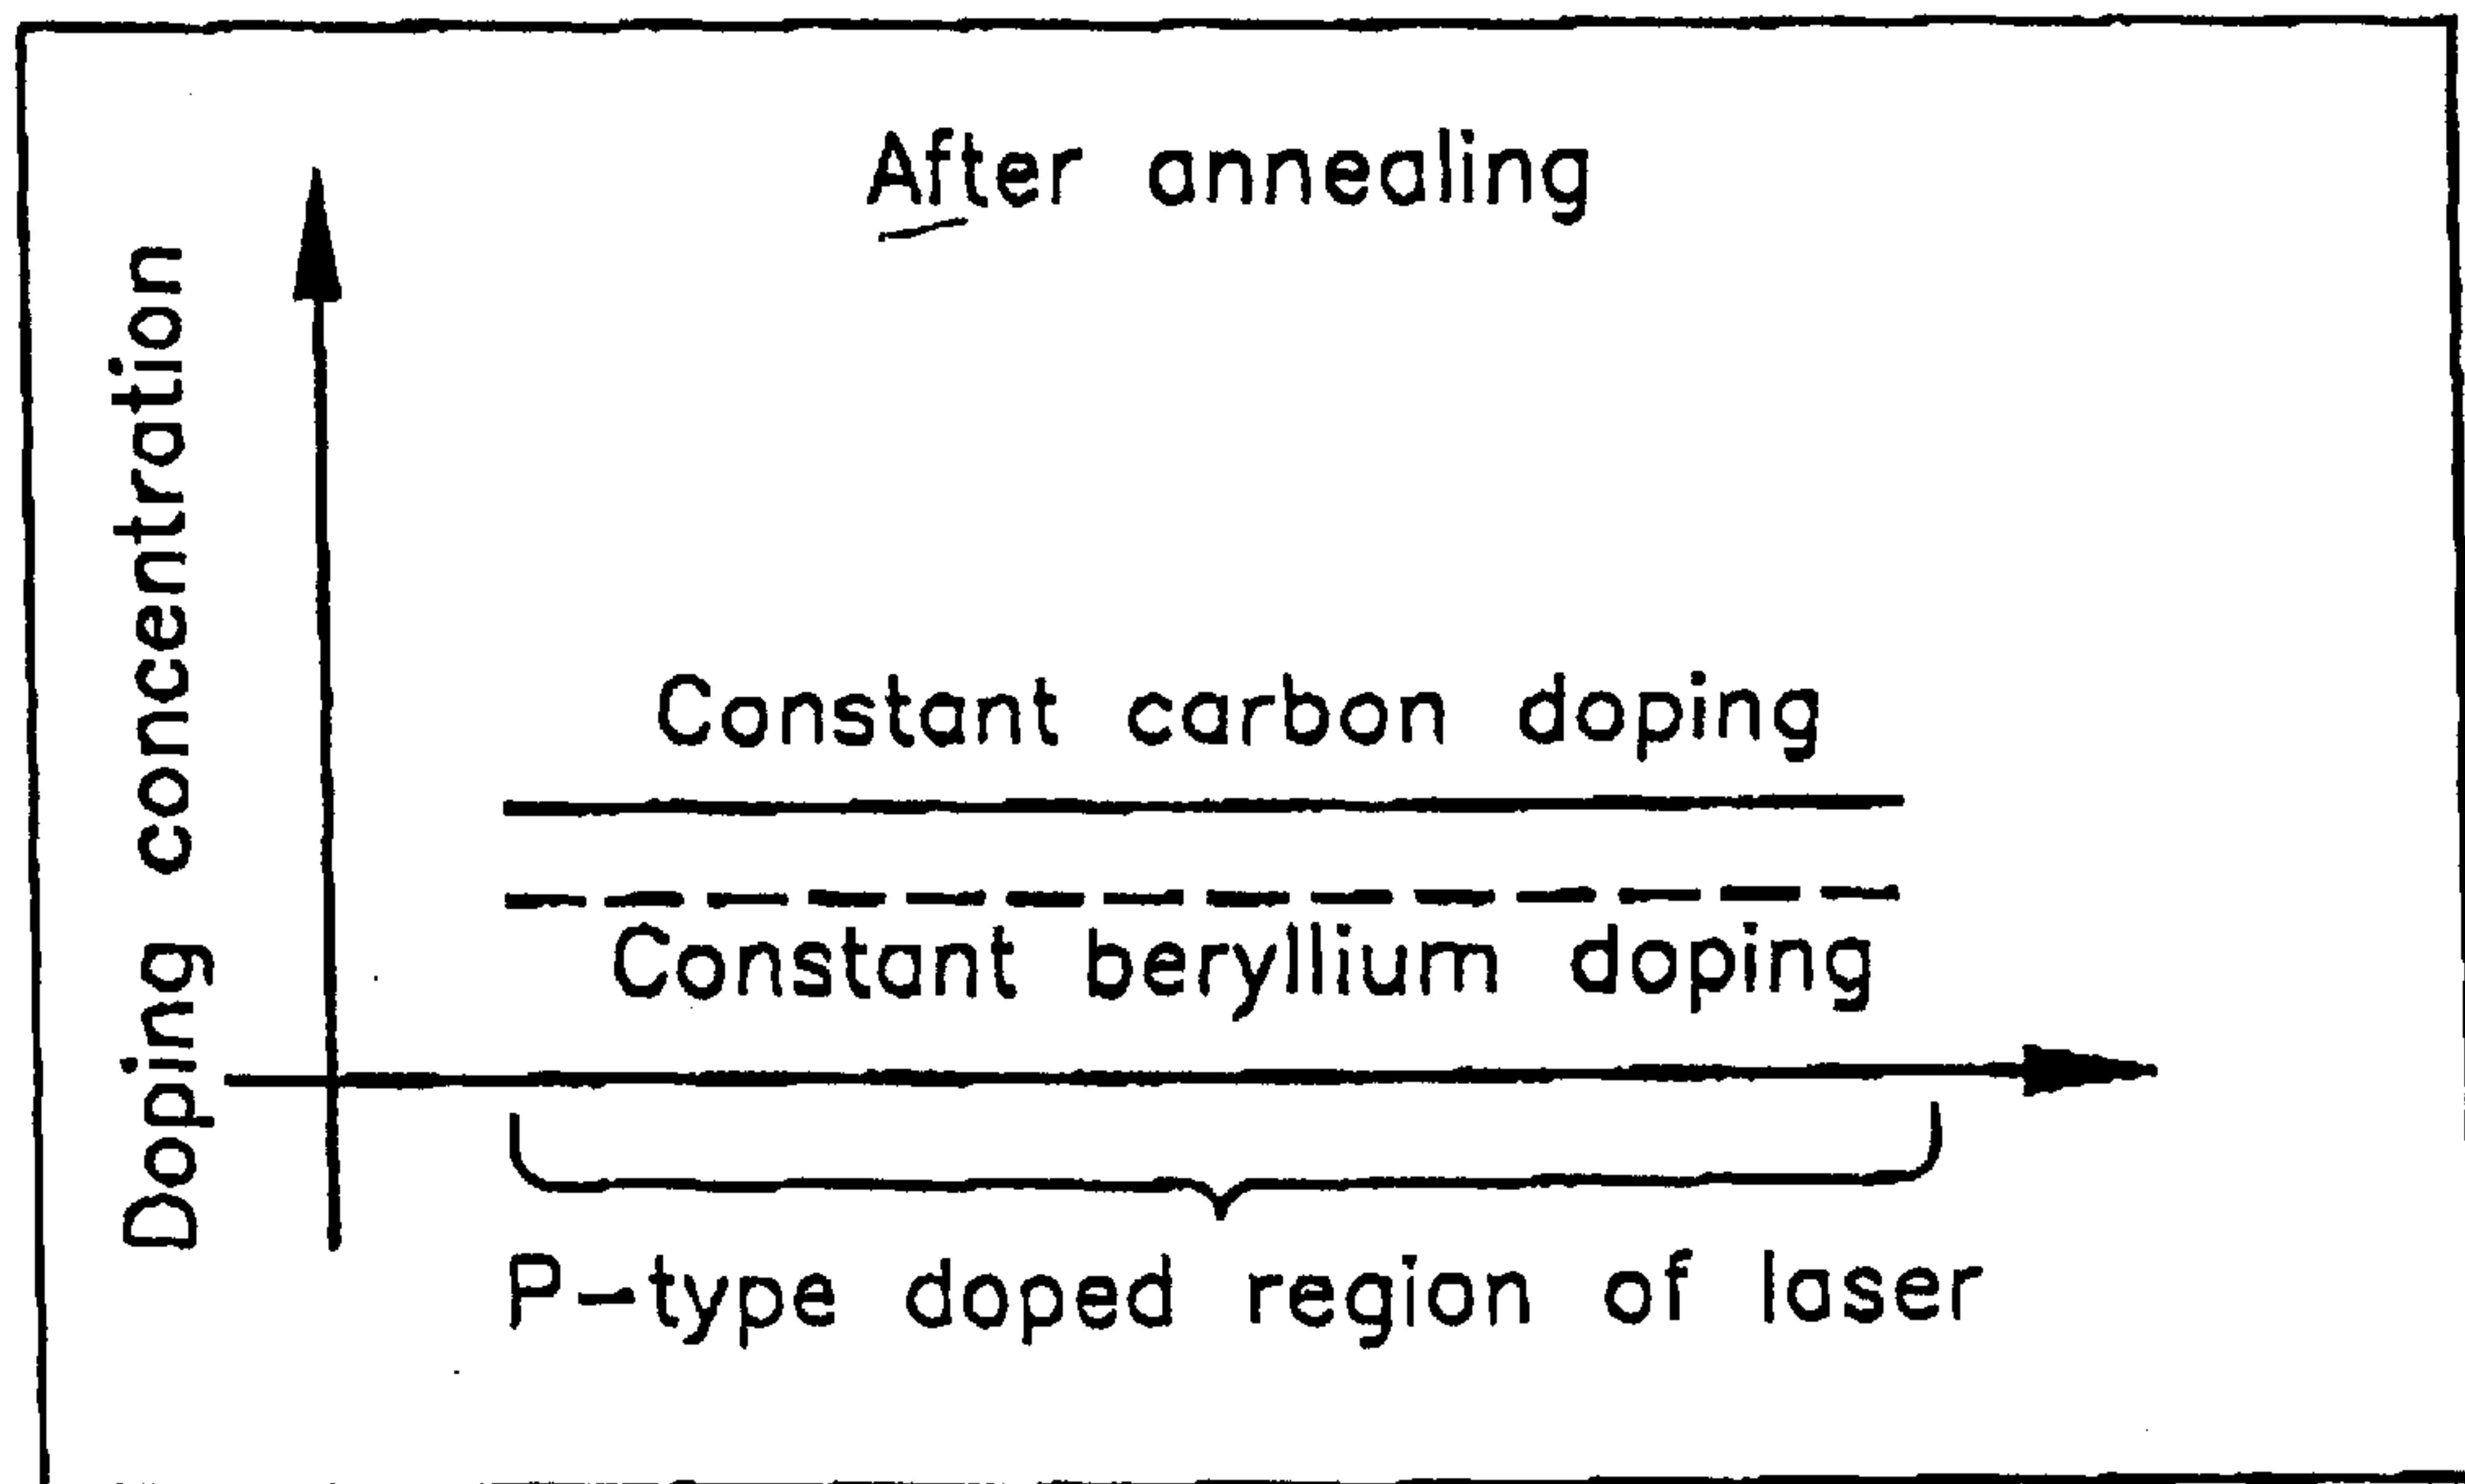 After annealing
Doping concentration
Constant carbon doping
Constant beryllium doping
P-type doped region of laser